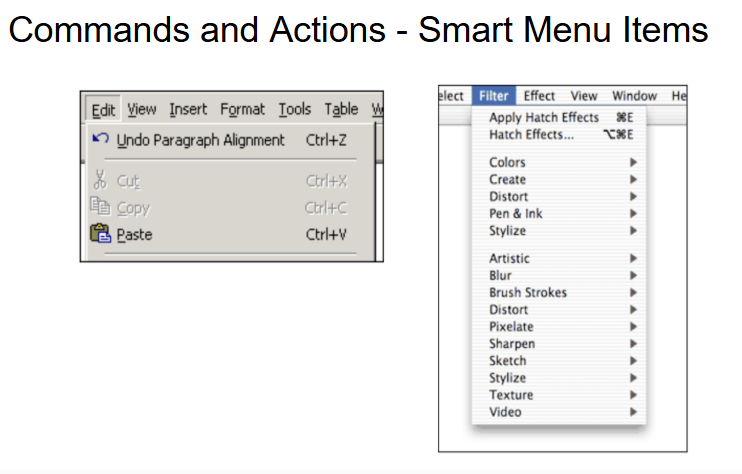 Commands and Actions - Smart Menu Items
Edit View Insert Format Tools Table W
Undo Paragraph Alignment Ctrl+Z
Cut Ctrl+X
Copy Ctrl+C
Paste Ctrl+V
elect Filter Effect View Window He
Apply Hatch Effects ⌘E
Hatch Effects... ⌥⌘E
Colors
Create
Distort
Pen & Ink
Stylize
Artistic
Blur
Brush Strokes
Distort
Pixelate
Sharpen
Sketch
Stylize
Texture
Video